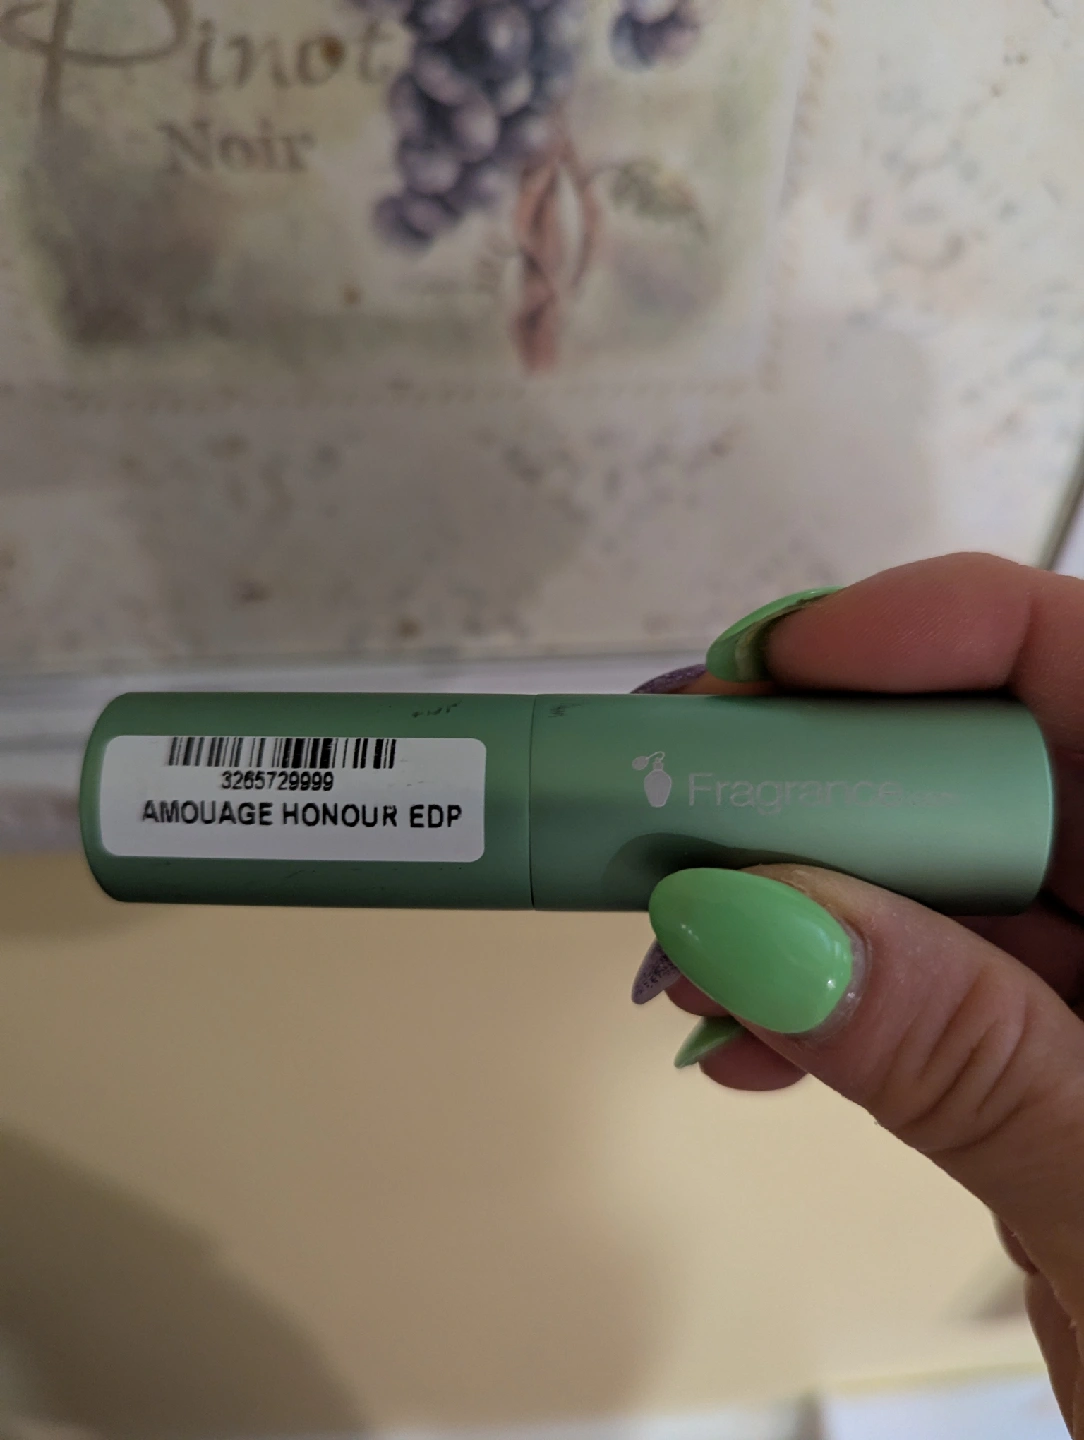 Pinot
Noir
3265729999
AMOUAGE HONOUR EDP
Fragrance